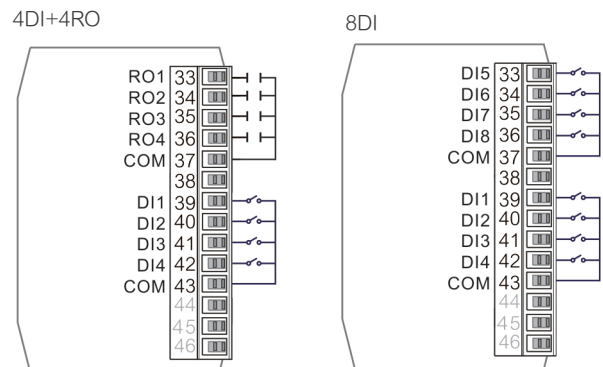 4DI+4RO
RO1 33
RO2 34
RO3 35
RO4 36
COM 37
38
DI1 39
DI2 40
DI3 41
DI4 42
COM 43
44
45
46
8DI
DI5 33
DI6 34
DI7 35
DI8 36
COM 37
38
DI1 39
DI2 40
DI3 41
DI4 42
COM 43
44
45
46